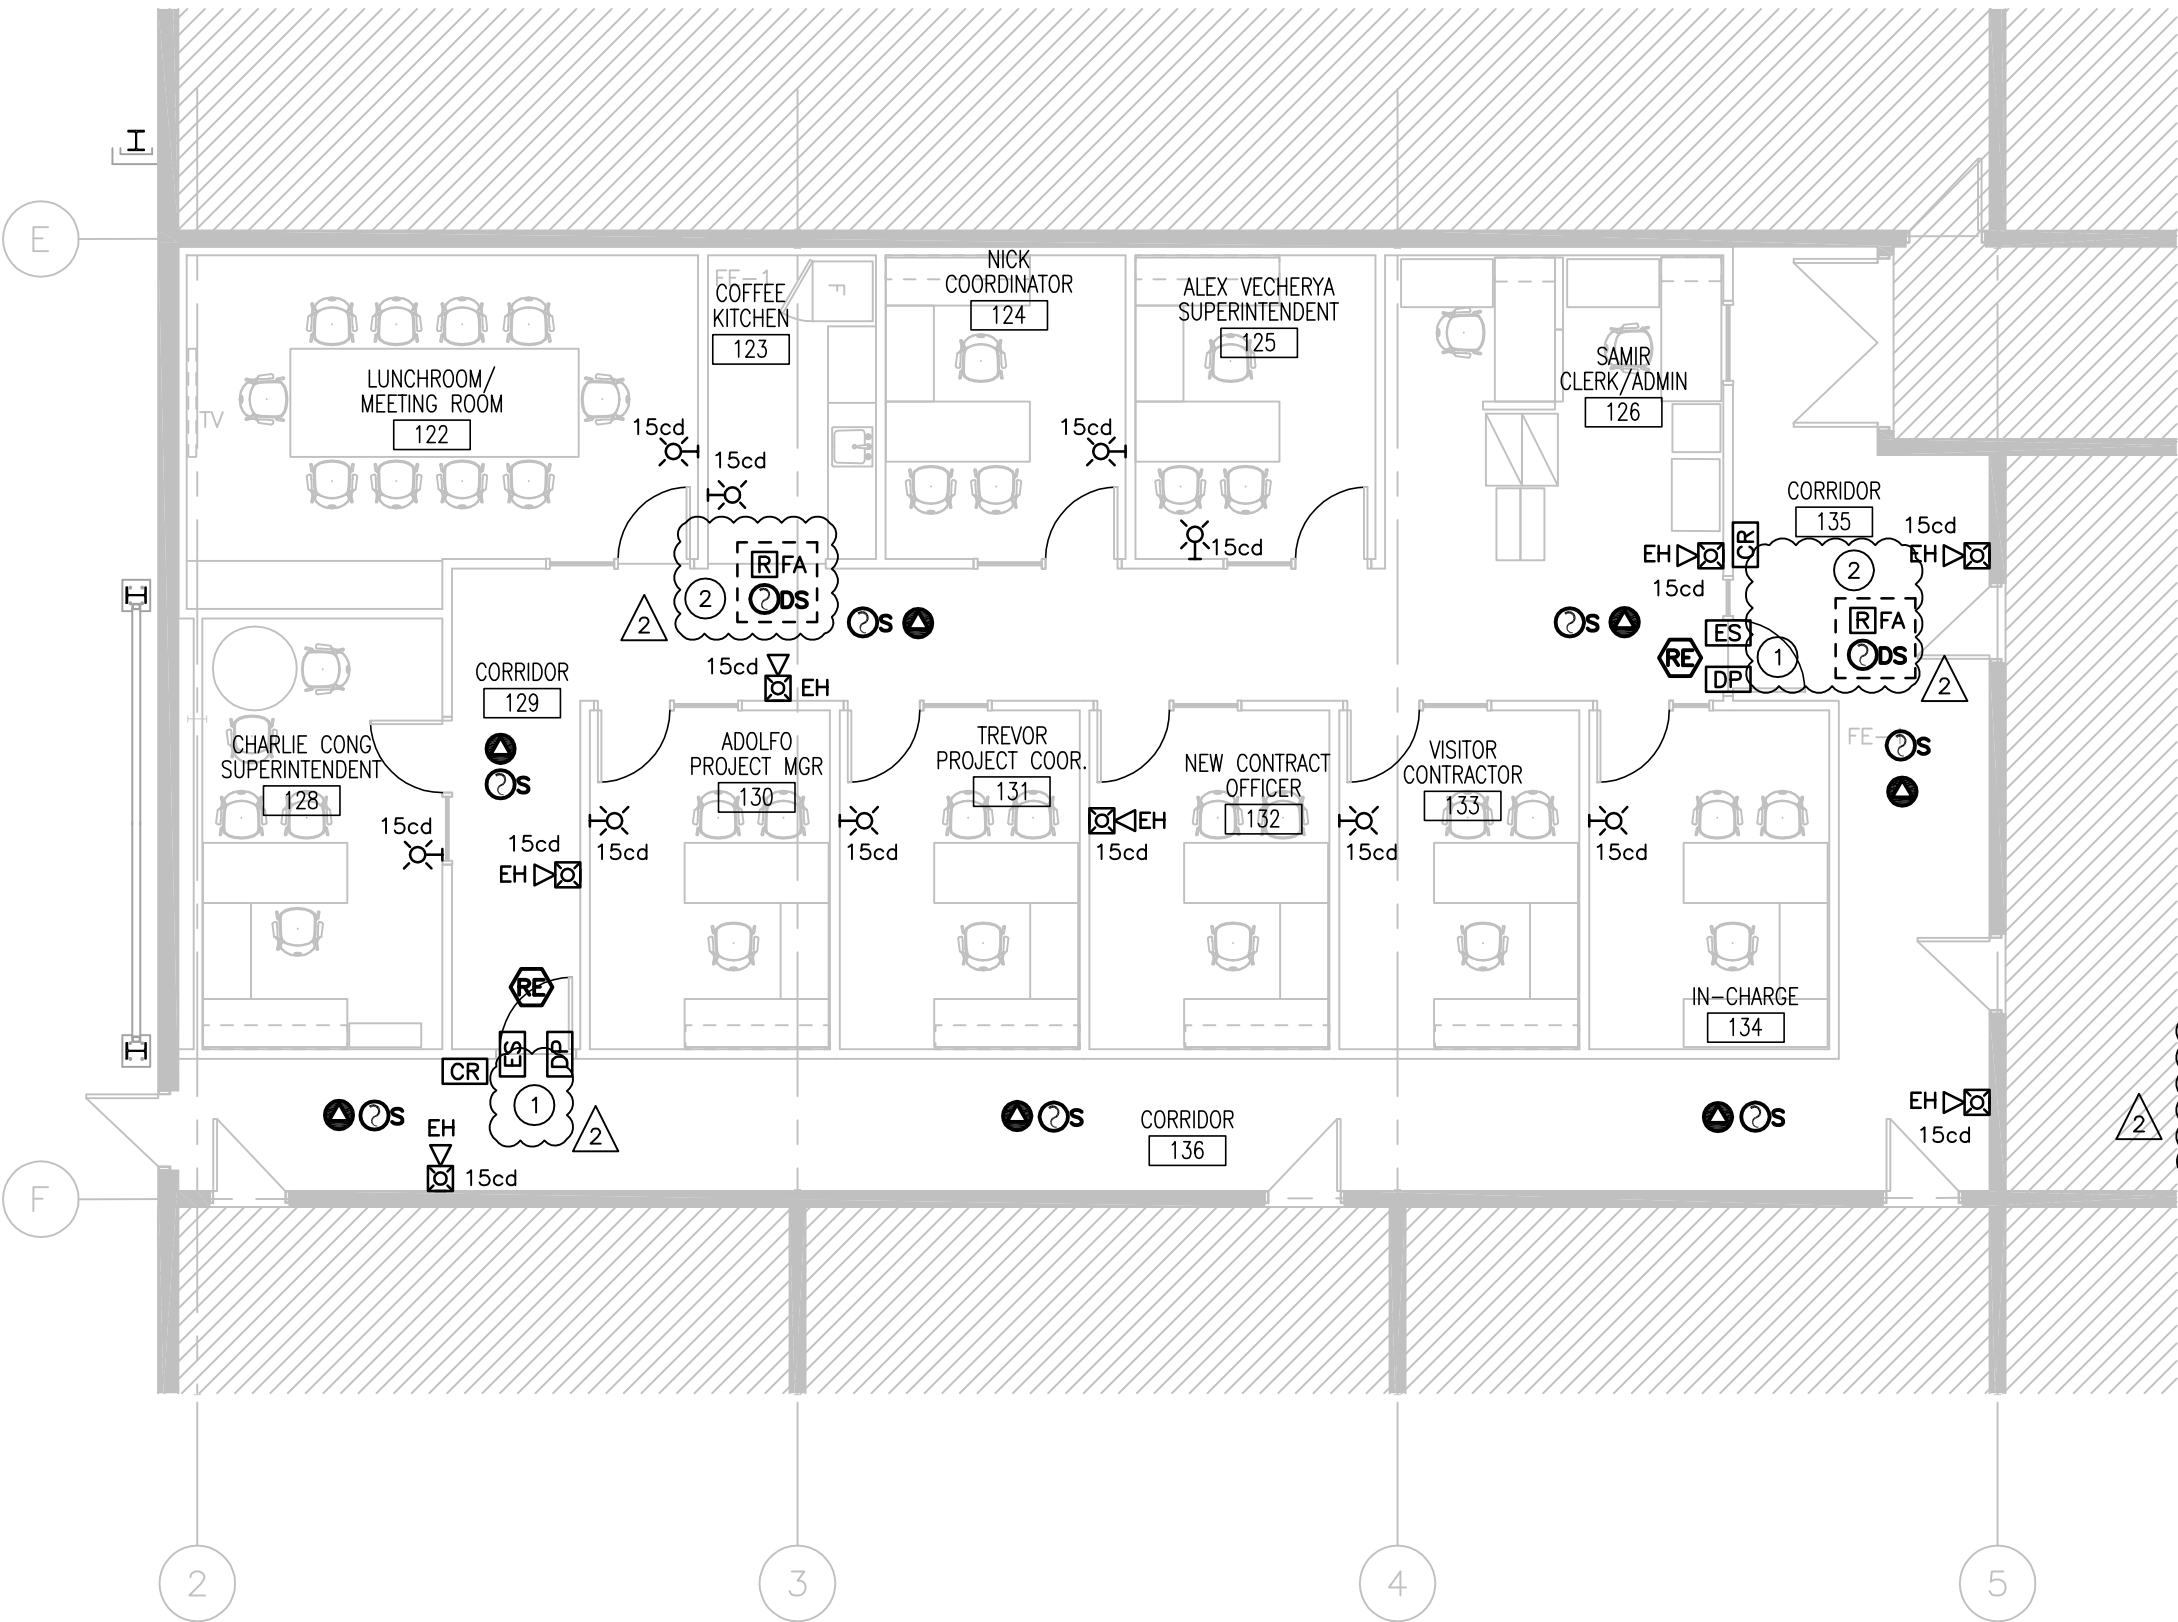 E
NICK
COORDINATOR
124
FE-1
COFFEE
KITCHEN
123
F
ALEX VECHERYA
SUPERINTENDENT
125
SAMIR
CLERK/ADMIN
126
LUNCHROOM/
MEETING ROOM
122
TV
15cd
15cd
15cd
15cd
CORRIDOR
135
15cd
EH
CR
EH
15cd
2
R FA
DS
2
S
2
R FA
DS
2
S
ES
RE
1
DP
15cd
EH
CORRIDOR
129
S
CHARLIE CONG
SUPERINTENDENT
128
15cd
ADOLFO
PROJECT MGR
130
TREVOR
PROJECT COOR.
131
NEW CONTRACT
OFFICER
132
VISITOR
CONTRACTOR
133
FE-
S
15cd
EH
15cd
15cd
EH
15cd
15cd
15cd
RE
IN-CHARGE
134
ES
DP
CR
1
2
S
EH
15cd
S
CORRIDOR
136
S
EH
15cd
2
F
2
3
4
5